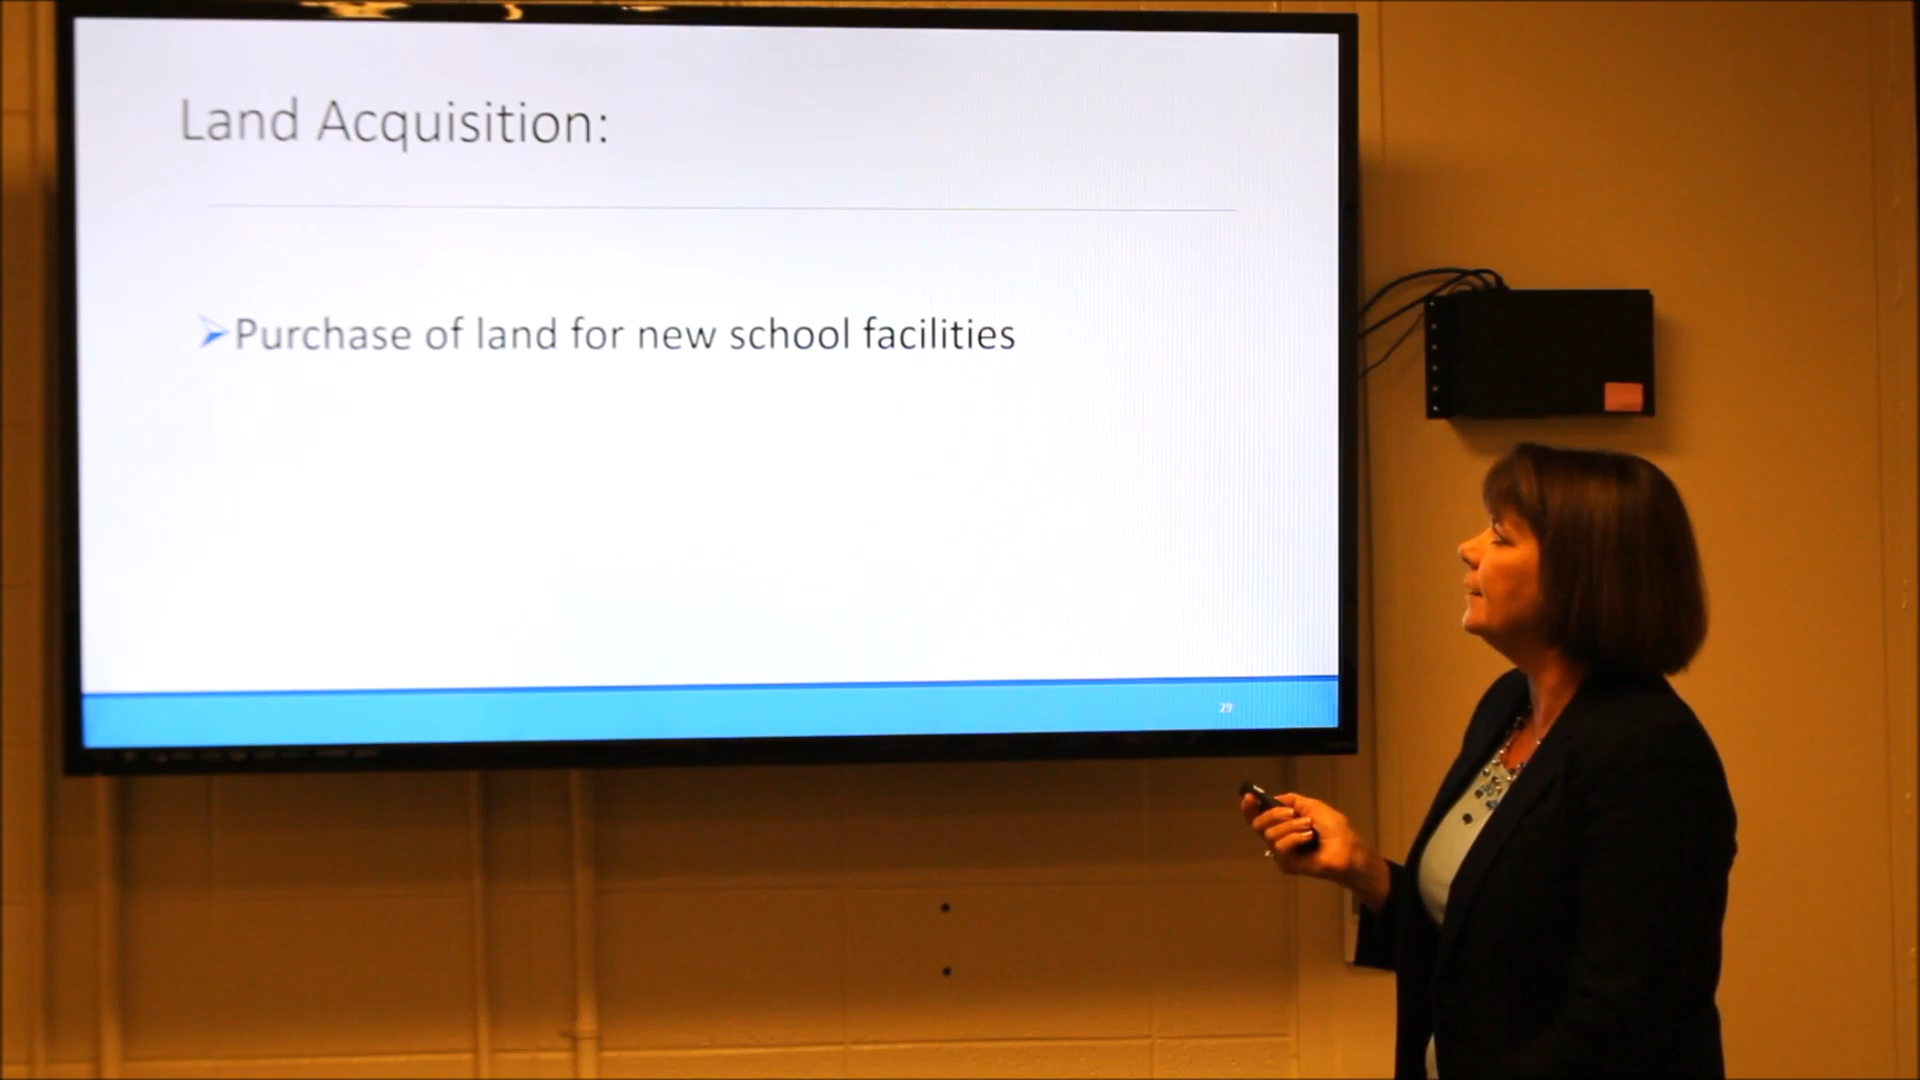 Land Acquisition:
Purchase of land for new school facilities
29